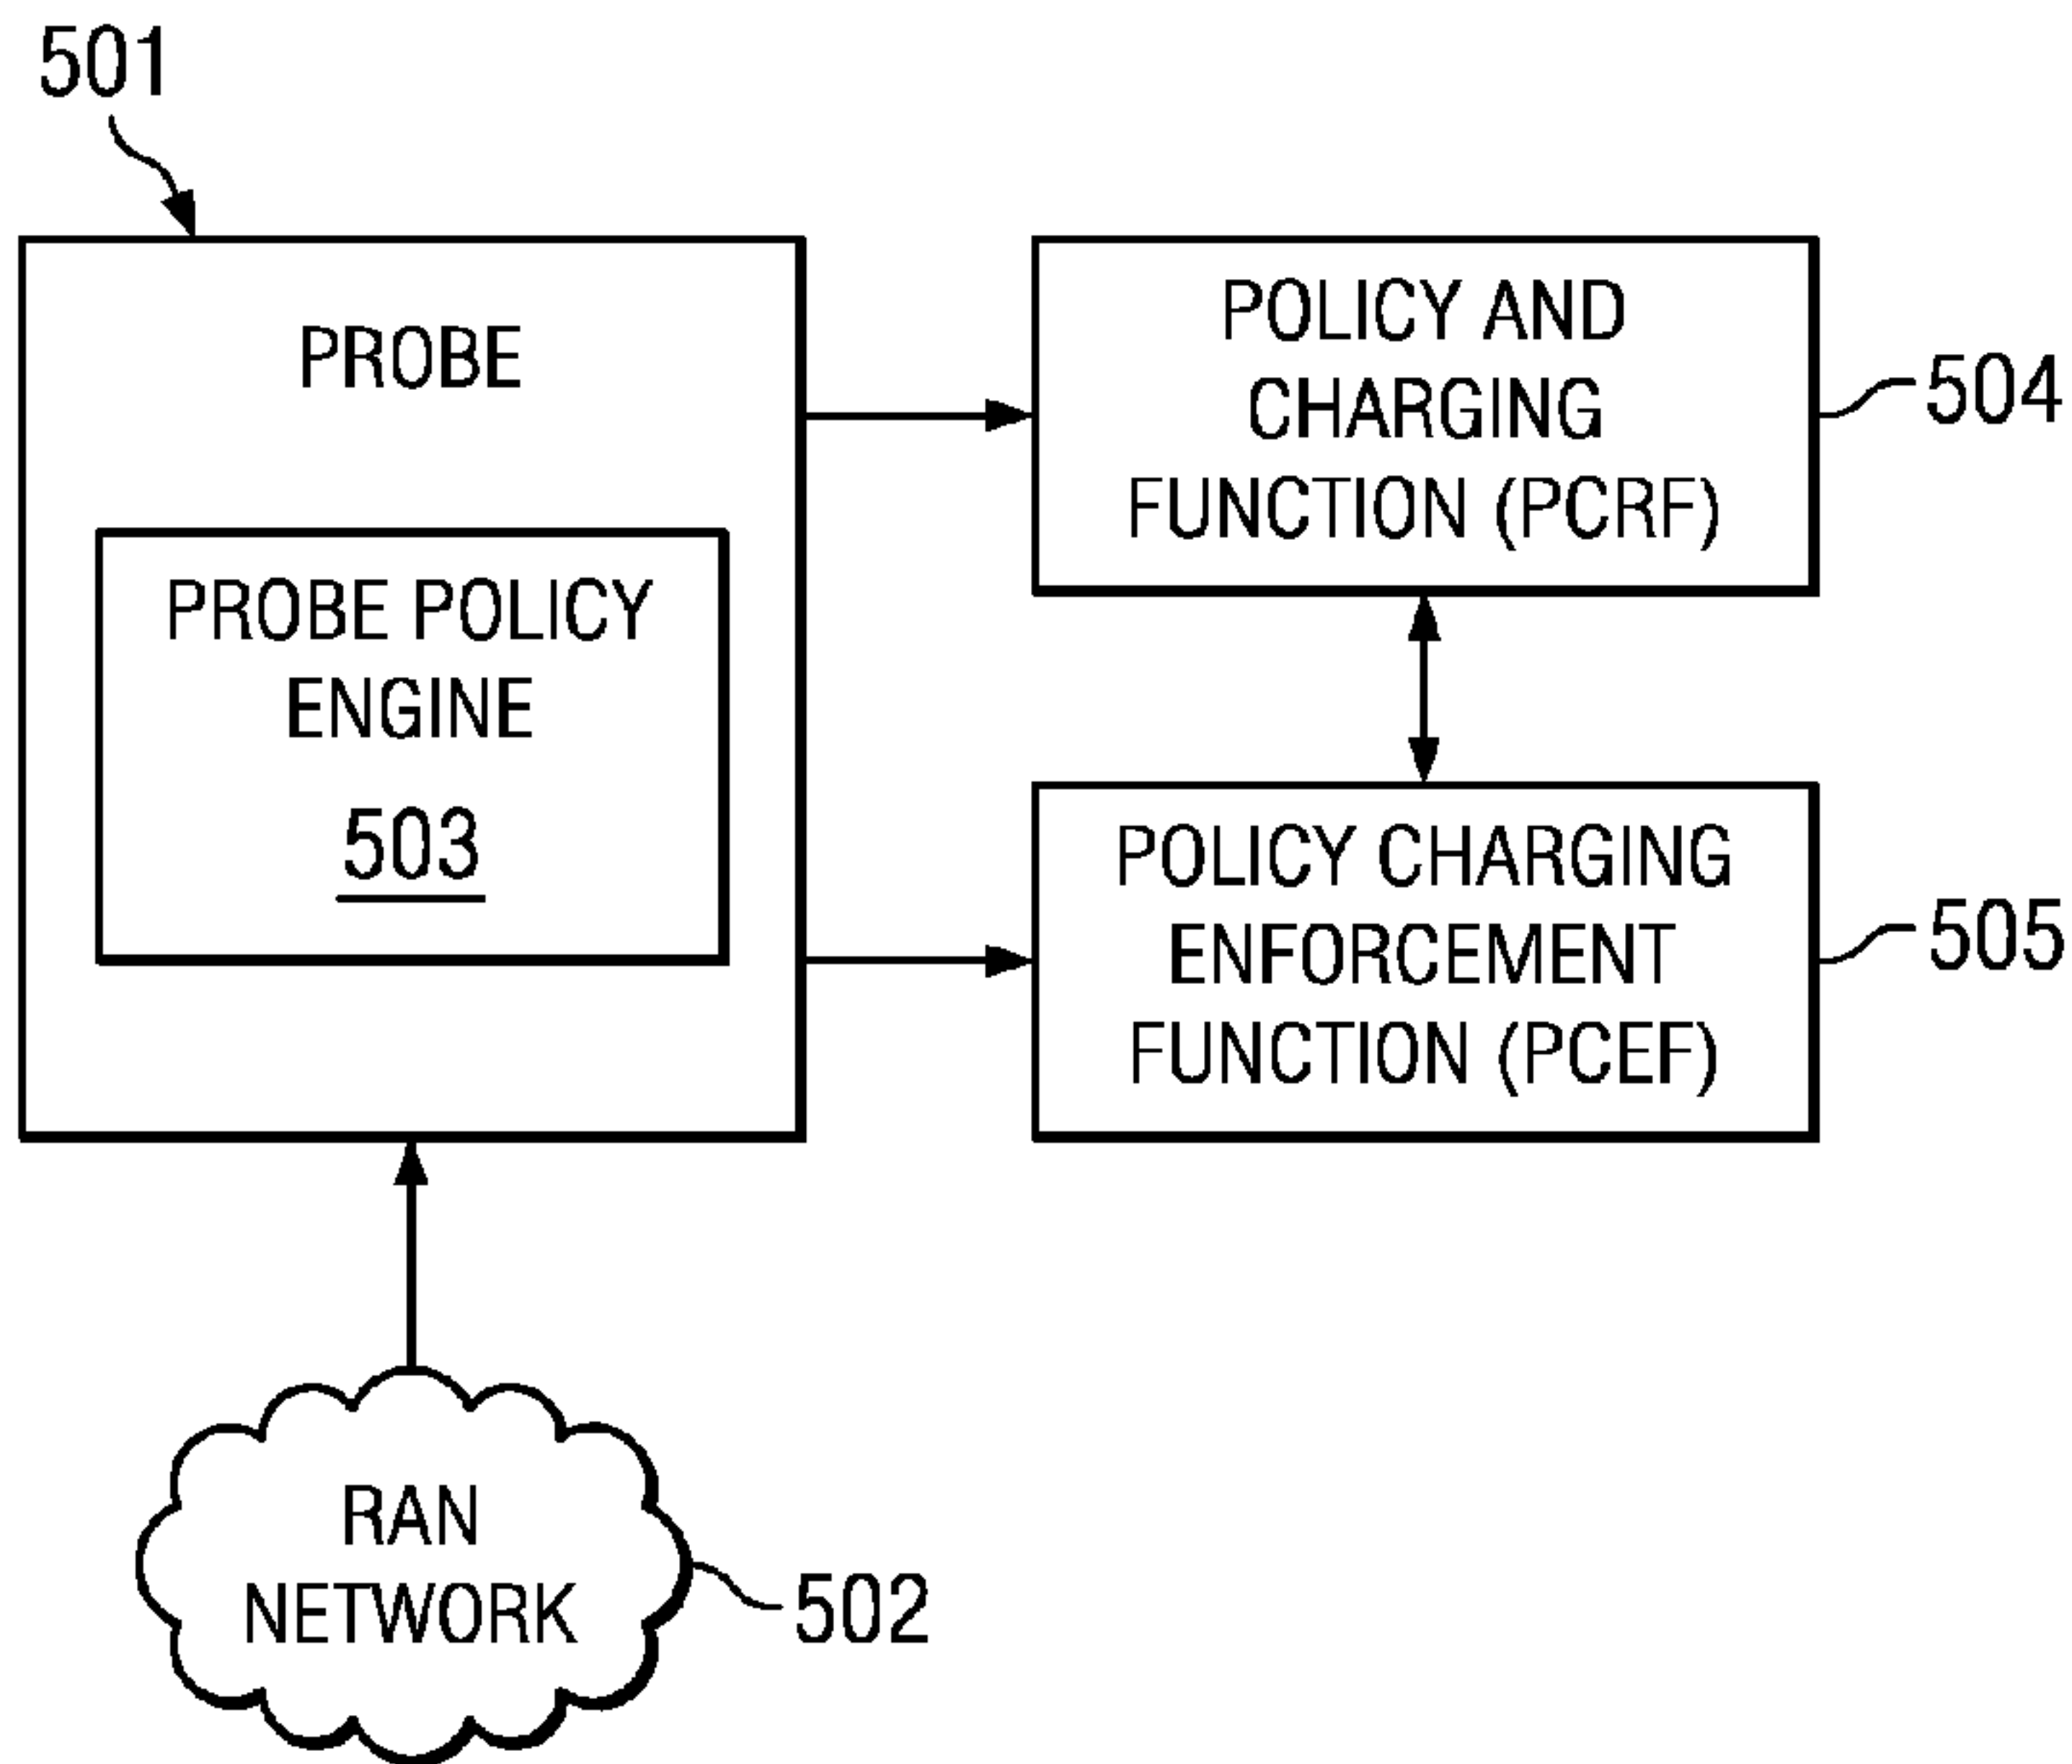 501
PROBE
PROBE POLICY
ENGINE
503
POLICY AND
CHARGING
FUNCTION (PCRF)
504
POLICY CHARGING
ENFORCEMENT
FUNCTION (PCEF)
505
RAN
NETWORK
502